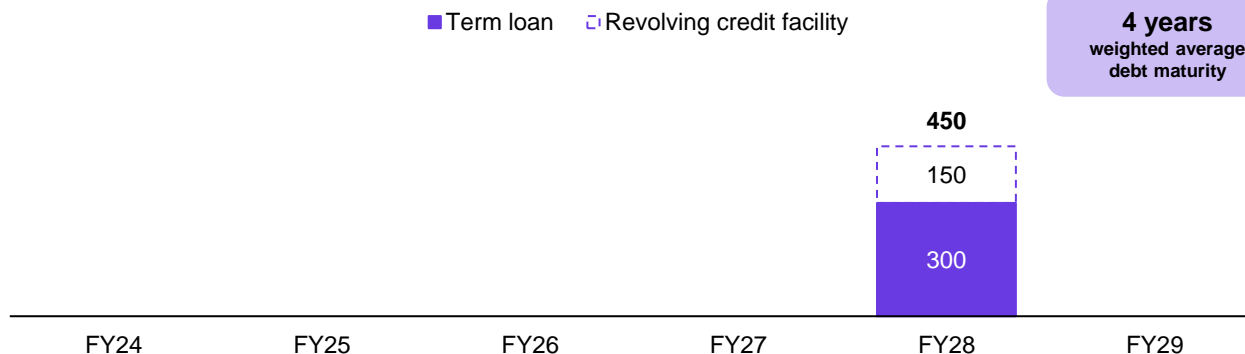 Term loan Revolving credit facility
4 years
weighted average
debt maturity
450
150
300
FY24 FY25 FY26 FY27 FY28 FY29